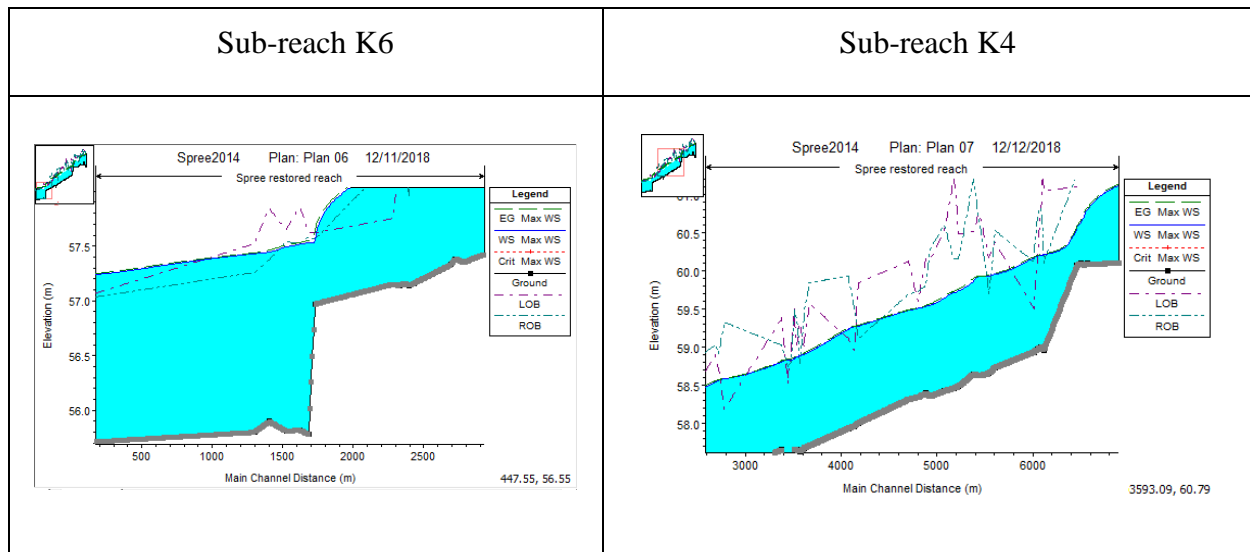 Sub-reach K6
Sub-reach K4
Spree2014 Plan: Plan 06 12/11/2018
Spree restored reach
Legend
EG Max WS
WS Max WS
Crit Max WS
Ground
LOB
ROB
57.5
57.0
56.5
56.0
Elevation (m)
500
1000
1500
2000
2500
Main Channel Distance (m)
447.55, 56.55
Spree2014 Plan: Plan 07 12/12/2018
Spree restored reach
Legend
EG Max WS
WS Max WS
Crit Max WS
Ground
LOB
ROB
60.5
60.0
59.5
59.0
58.5
58.0
Elevation (m)
3000
4000
5000
6000
Main Channel Distance (m)
3593.09, 60.79